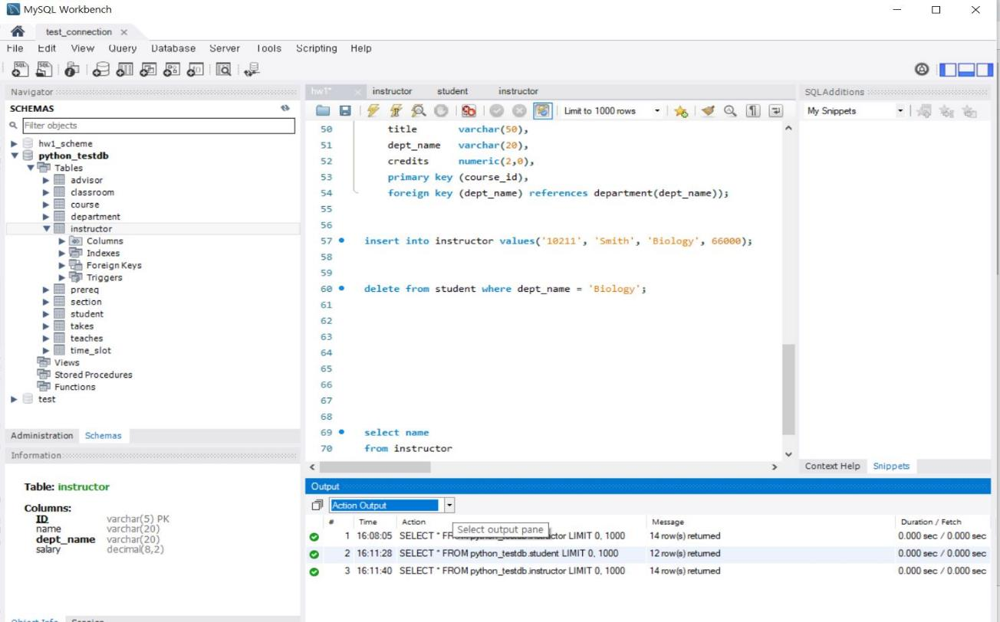 MySQL Workbench
test_connection
File Edit View Query Database Server Tools Scripting Help
Navigator
SCHEMAS
Filter objects
hw1_scheme
python_testdb
Tables
advisor
classroom
course
department
instructor
Columns
Indexes
Foreign Keys
Triggers
prereq
section
student
takes
teaches
time_slot
Views
Stored Procedures
Functions
test
Administration Schemas
Information
Table: instructor
Columns:
ID varchar(5) PK
name varchar(20)
dept_name varchar(20)
salary decimal(8,2)
Object Info Session
hw1* instructor student instructor
Limit to 1000 rows
50 title varchar(50),
51 dept_name varchar(20),
52 credits numeric(2,0),
53 primary key (course_id),
54 foreign key (dept_name) references department(dept_name));
55
56
57 insert into instructor values('10211', 'Smith', 'Biology', 66000);
58
59
60 delete from student where dept_name = 'Biology';
61
62
63
64
65
66
67
68
69 select name
70 from instructor
SQLAdditions
My Snippets
Context Help Snippets
Output
Action Output
# Time Action Message Duration / Fetch
Select output pane
1 16:08:05 SELECT * FROM python_testdb.instructor LIMIT 0, 1000 14 row(s) returned 0.000 sec / 0.000 sec
2 16:11:28 SELECT * FROM python_testdb.student LIMIT 0, 1000 12 row(s) returned 0.000 sec / 0.000 sec
3 16:11:40 SELECT * FROM python_testdb.instructor LIMIT 0, 1000 14 row(s) returned 0.000 sec / 0.000 sec